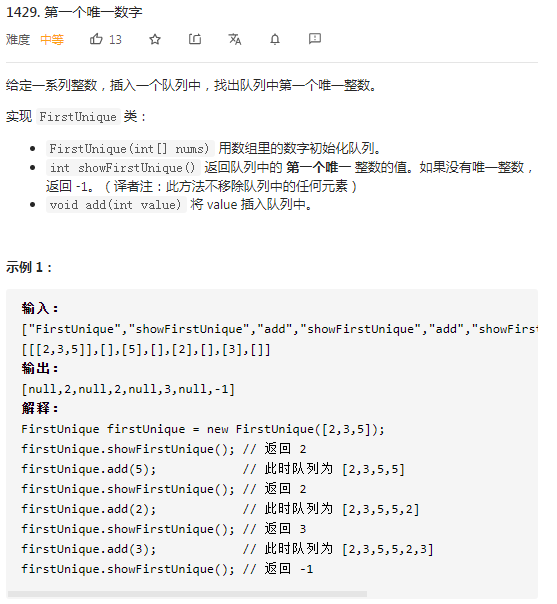 1429. 第一个唯一数字
难度 中等 13
给定一系列整数，插入一个队列中，找出队列中第一个唯一整数。
实现 FirstUnique 类：
FirstUnique(int[] nums) 用数组里的数字初始化队列。
int showFirstUnique() 返回队列中的 第一个唯一 整数的值。如果没有唯一整数，
返回 -1。（译者注：此方法不移除队列中的任何元素）
void add(int value) 将 value 插入队列中。
示例 1：
输入：
["FirstUnique","showFirstUnique","add","showFirstUnique","add","showFirst
[[[2,3,5]],[],[5],[],[2],[],[3],[]]
输出：
[null,2,null,2,null,3,null,-1]
解释：
FirstUnique firstUnique = new FirstUnique([2,3,5]);
firstUnique.showFirstUnique(); // 返回 2
firstUnique.add(5); // 此时队列为 [2,3,5,5]
firstUnique.showFirstUnique(); // 返回 2
firstUnique.add(2); // 此时队列为 [2,3,5,5,2]
firstUnique.showFirstUnique(); // 返回 3
firstUnique.add(3); // 此时队列为 [2,3,5,5,2,3]
firstUnique.showFirstUnique(); // 返回 -1